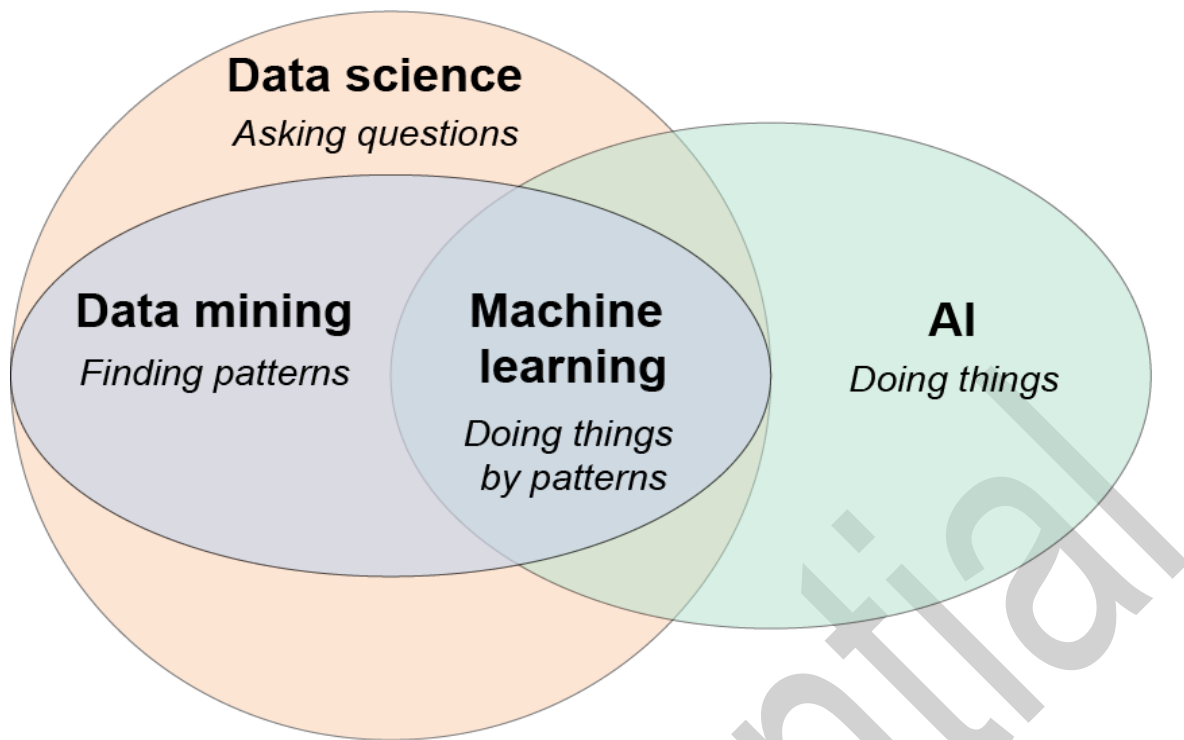 Data science
Asking questions
Data mining
Finding patterns
Machine
learning
Doing things
by patterns
AI
Doing things